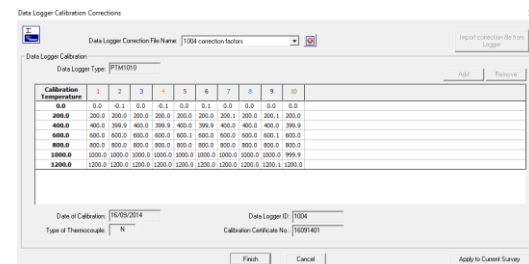 Data Logger Calibration Corrections
Data Logger Correction File Name: 1004 correction factors
Import correction file from Logger
Data Logger Calibration
Data Logger Type: PTM1010
Add Remove
Calibration Temperature 1 2 3 4 5 6 7 8 9 10
0.0 0.0 -0.1 0.0 -0.1 0.0 0.1 0.0 0.0 0.0 0.0
200.0 200.0 200.0 200.0 200.0 200.0 200.0 200.1 200.0 200.1 200.0
400.0 400.0 399.9 400.0 399.9 400.0 399.9 400.0 400.0 400.0 399.9
600.0 600.0 600.0 600.0 600.0 600.1 600.0 600.0 600.0 600.1 600.0
800.0 800.0 800.0 800.0 800.0 800.0 800.0 800.0 800.0 800.0 800.0
1000.0 1000.0 1000.0 1000.0 1000.0 1000.0 1000.0 1000.0 1000.0 1000.0 999.9
1200.0 1200.0 1200.0 1200.0 1200.0 1200.0 1200.0 1200.0 1200.0 1200.1 1200.0
Date of Calibration: 16/09/2014 Data Logger ID: 1004
Type of Thermocouple: N Calibration Certificate No.: 16091401
Finish Cancel Apply to Current Survey